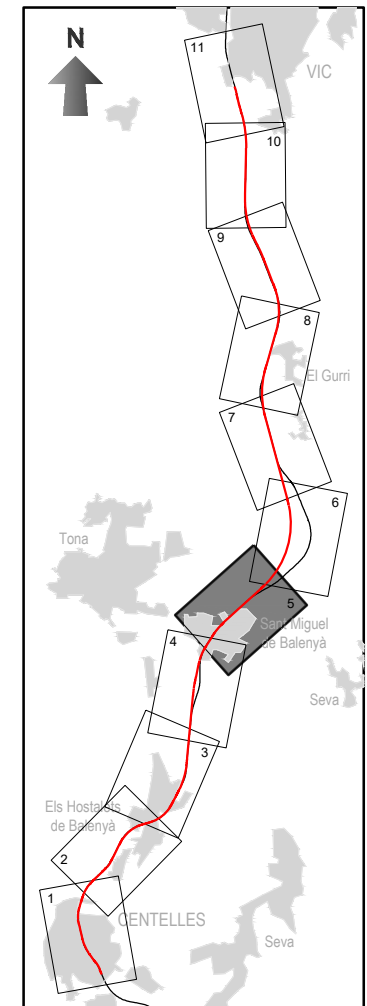 N
11
VIC
10
9
8
El Gurri
7
6
Tona
5
Sant Miguel
de Balenyà
4
Seva
3
Els Hostalets
de Balenyà
2
1
CENTELLES
Seva